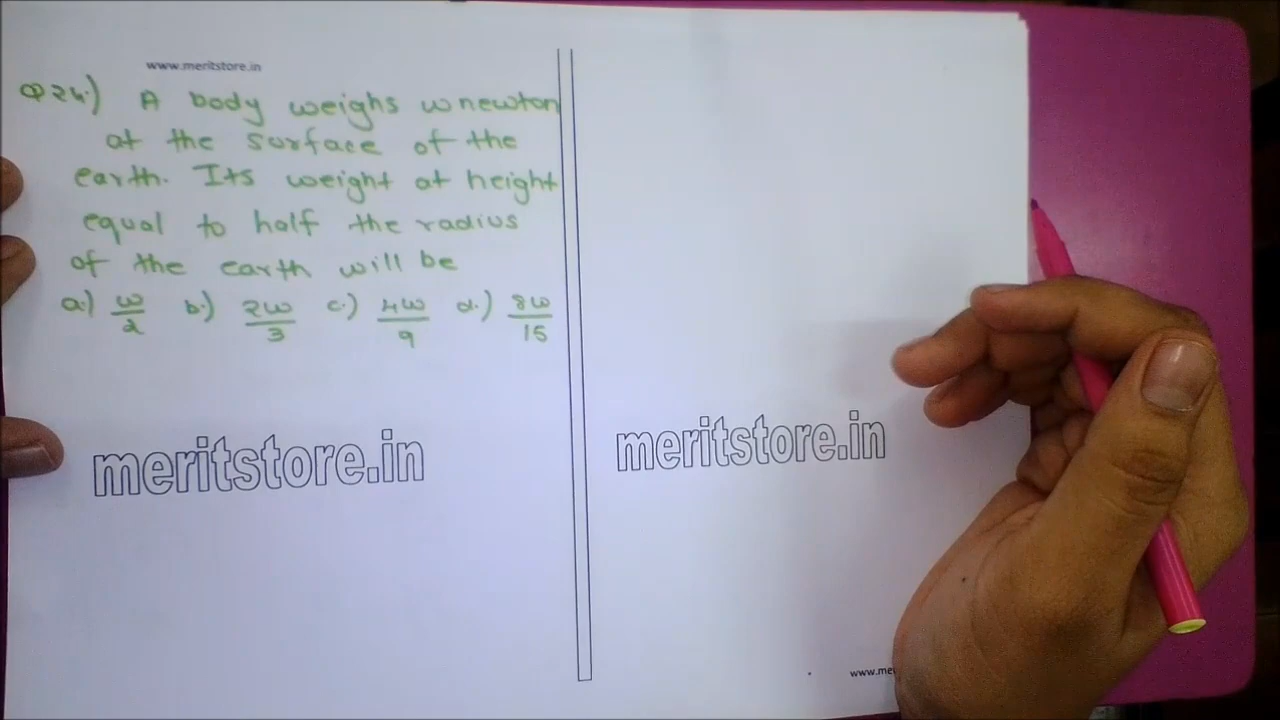 www.meritstore.in
Q24.) A body weighs w newton
at the surface of the
earth. Its weight at height
equal to half the radius
of the earth will be
a.) w/2 b.) 2w/3 c.) 4w/9 d.) 8w/15
meritstore.in
meritstore.in